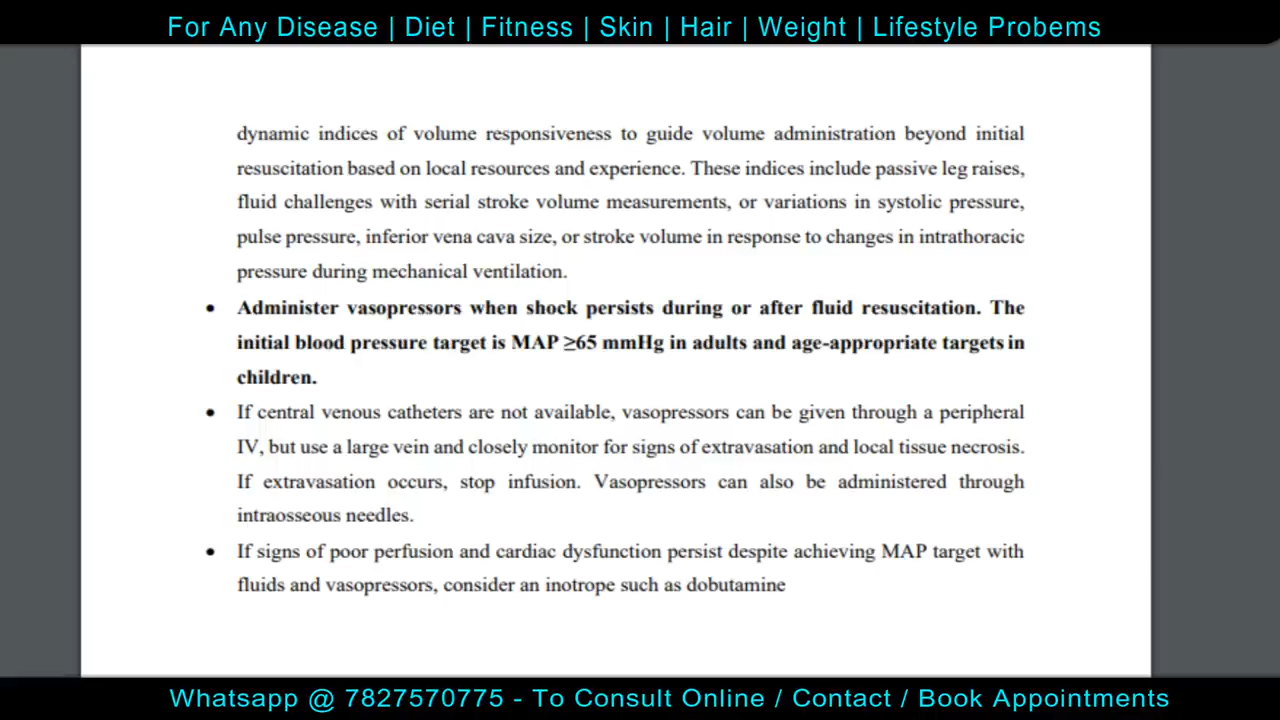 For Any Disease | Diet | Fitness | Skin | Hair | Weight | Lifestyle Probems
dynamic indices of volume responsiveness to guide volume administration beyond initial
resuscitation based on local resources and experience. These indices include passive leg raises,
fluid challenges with serial stroke volume measurements, or variations in systolic pressure,
pulse pressure, inferior vena cava size, or stroke volume in response to changes in intrathoracic
pressure during mechanical ventilation.
• Administer vasopressors when shock persists during or after fluid resuscitation. The
initial blood pressure target is MAP ≥65 mmHg in adults and age-appropriate targets in
children.
• If central venous catheters are not available, vasopressors can be given through a peripheral
IV, but use a large vein and closely monitor for signs of extravasation and local tissue necrosis.
If extravasation occurs, stop infusion. Vasopressors can also be administered through
intraosseous needles.
• If signs of poor perfusion and cardiac dysfunction persist despite achieving MAP target with
fluids and vasopressors, consider an inotrope such as dobutamine
Whatsapp @ 7827570775 - To Consult Online / Contact / Book Appointments